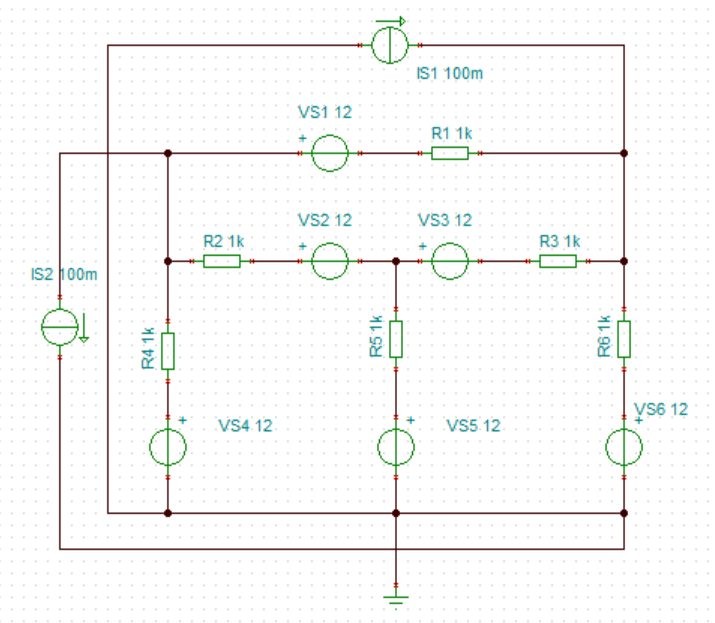 IS1 100m
VS1 12
R1 1k
+
VS2 12
VS3 12
R2 1k
R3 1k
+
+
IS2 100m
R4 1k
R5 1k
R6 1k
VS6 12
+
VS4 12
+
VS5 12
+